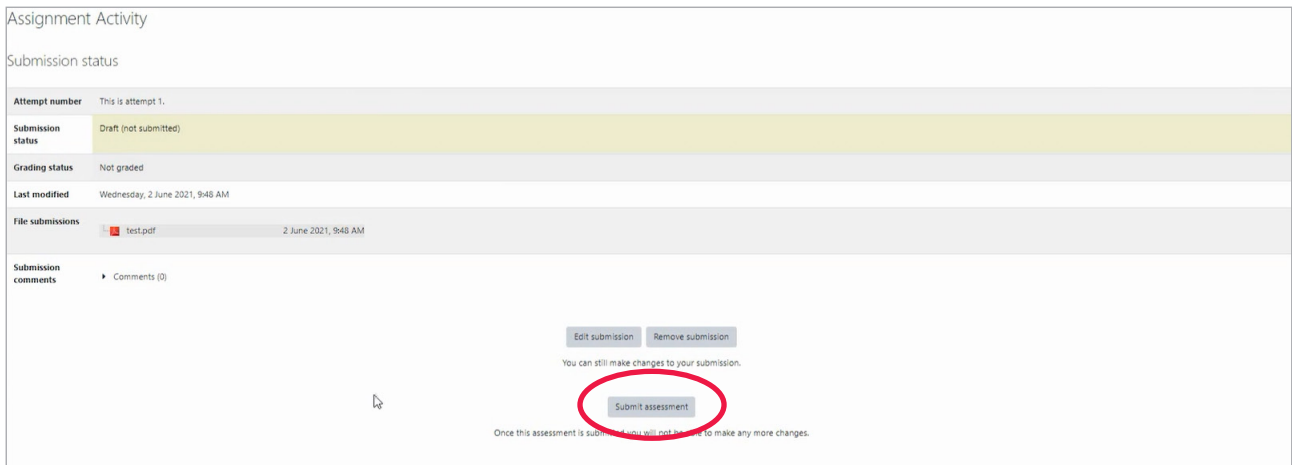 Assignment Activity
Submission status
Attempt number This is attempt 1.
Submission status Draft (not submitted)
Grading status Not graded
Last modified Wednesday, 2 June 2021, 9:48 AM
File submissions test.pdf 2 June 2021, 9:48 AM
Submission comments Comments (0)
Edit submission Remove submission
You can still make changes to your submission.
Submit assessment
Once this assessment is submitted you will not be able to make any more changes.